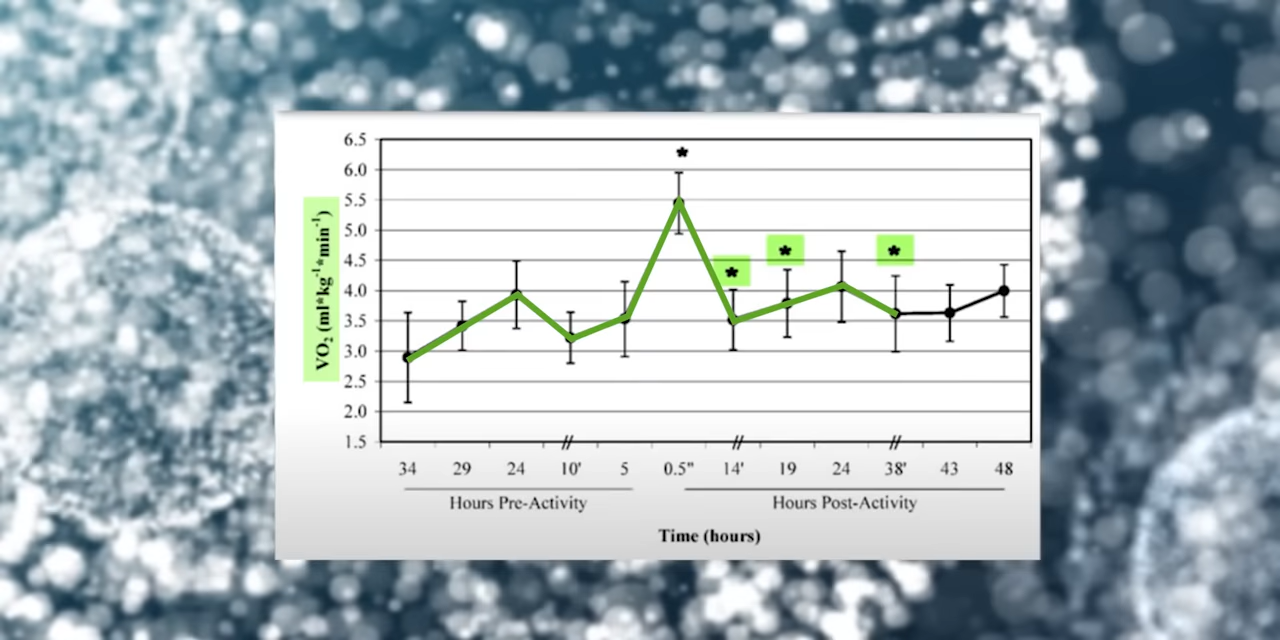 6.5
6.0
5.5
5.0
4.5
4.0
3.5
3.0
2.5
2.0
1.5
VO₂ (ml*kg⁻¹*min⁻¹)
*
* * *
34 29 24 10' 5 0.5" 14' 19 24 38' 43 48
Hours Pre-Activity Hours Post-Activity
Time (hours)